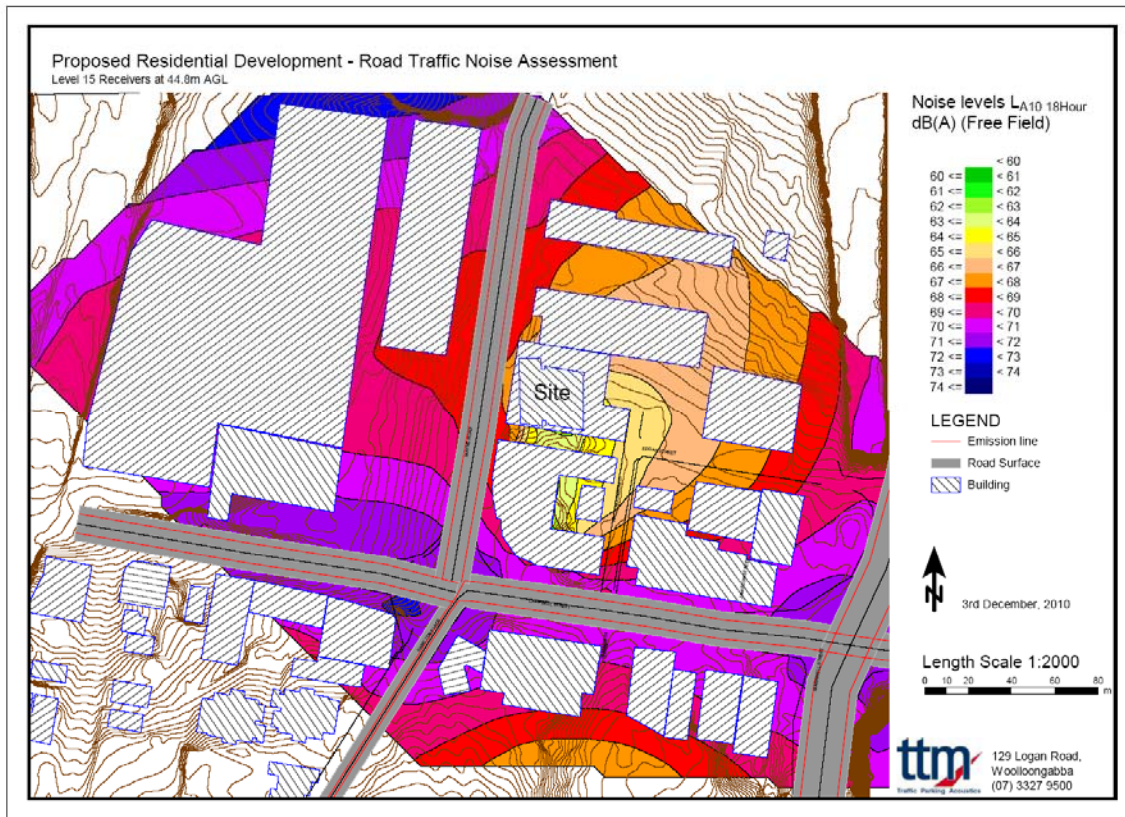 Proposed Residential Development - Road Traffic Noise Assessment
Level 15 Receivers at 44.8m AGL
Noise levels LA10 18Hour
dB(A) (Free Field)
< 60
60 <= < 61
61 <= < 62
62 <= < 63
63 <= < 64
64 <= < 65
65 <= < 66
66 <= < 67
67 <= < 68
68 <= < 69
69 <= < 70
70 <= < 71
71 <= < 72
72 <= < 73
73 <= < 74
74 <=
LEGEND
Emission line
Road Surface
Building
Site
N
3rd December, 2010
Length Scale 1:2000
0 10 20 40 60 80
m
ttm
Traffic Parking Acoustics
129 Logan Road,
Woolloongabba
(07) 3327 9500